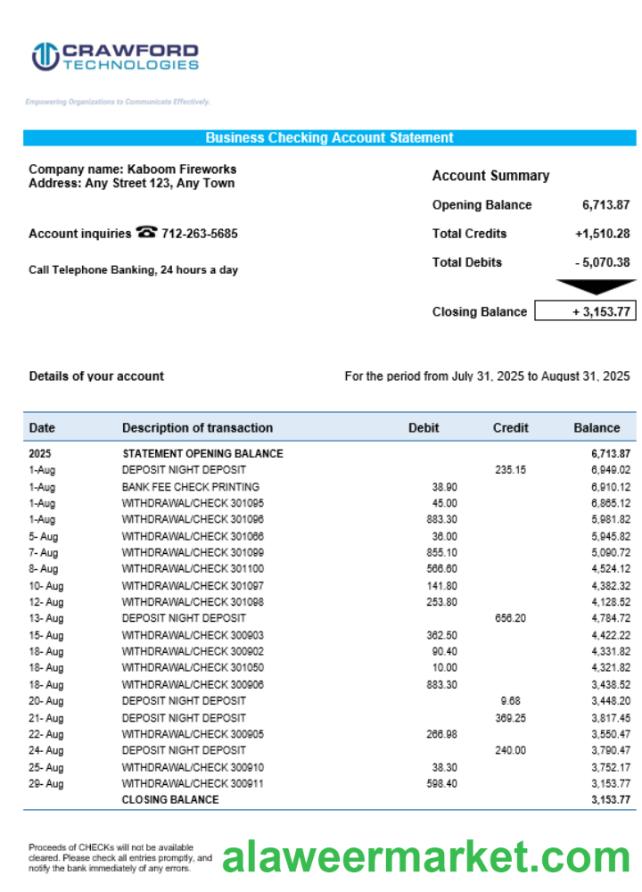 CRAWFORD
TECHNOLOGIES
Empowering Organizations to Communicate Effectively.
Business Checking Account Statement
Company name: Kaboom Fireworks
Address: Any Street 123, Any Town
Account inquiries ☎ 712-263-5685
Call Telephone Banking, 24 hours a day
Account Summary
Opening Balance 6,713.87
Total Credits +1,510.28
Total Debits - 5,070.38
Closing Balance + 3,153.77
Details of your account For the period from July 31, 2025 to August 31, 2025
Date Description of transaction Debit Credit Balance
2025 STATEMENT OPENING BALANCE 6,713.87
1-Aug DEPOSIT NIGHT DEPOSIT 235.15 6,949.02
1-Aug BANK FEE CHECK PRINTING 38.90 6,910.12
1-Aug WITHDRAWAL/CHECK 301095 45.00 6,865.12
1-Aug WITHDRAWAL/CHECK 301096 883.30 5,981.82
5- Aug WITHDRAWAL/CHECK 301066 36.00 5,945.82
7- Aug WITHDRAWAL/CHECK 301099 855.10 5,090.72
8- Aug WITHDRAWAL/CHECK 301100 566.60 4,524.12
10- Aug WITHDRAWAL/CHECK 301097 141.80 4,382.32
12- Aug WITHDRAWAL/CHECK 301098 253.80 4,128.52
13- Aug DEPOSIT NIGHT DEPOSIT 656.20 4,784.72
15- Aug WITHDRAWAL/CHECK 300903 362.50 4,422.22
18- Aug WITHDRAWAL/CHECK 300902 90.40 4,331.82
18- Aug WITHDRAWAL/CHECK 301050 10.00 4,321.82
18- Aug WITHDRAWAL/CHECK 300906 883.30 3,438.52
20- Aug DEPOSIT NIGHT DEPOSIT 9.68 3,448.20
21- Aug DEPOSIT NIGHT DEPOSIT 369.25 3,817.45
22- Aug WITHDRAWAL/CHECK 300905 266.98 3,550.47
24- Aug DEPOSIT NIGHT DEPOSIT 240.00 3,790.47
25- Aug WITHDRAWAL/CHECK 300910 38.30 3,752.17
29- Aug WITHDRAWAL/CHECK 300911 598.40 3,153.77
CLOSING BALANCE 3,153.77
Proceeds of CHECKs will not be available
cleared. Please check all entries promptly, and
notify the bank immediately of any errors.
alaweermarket.com